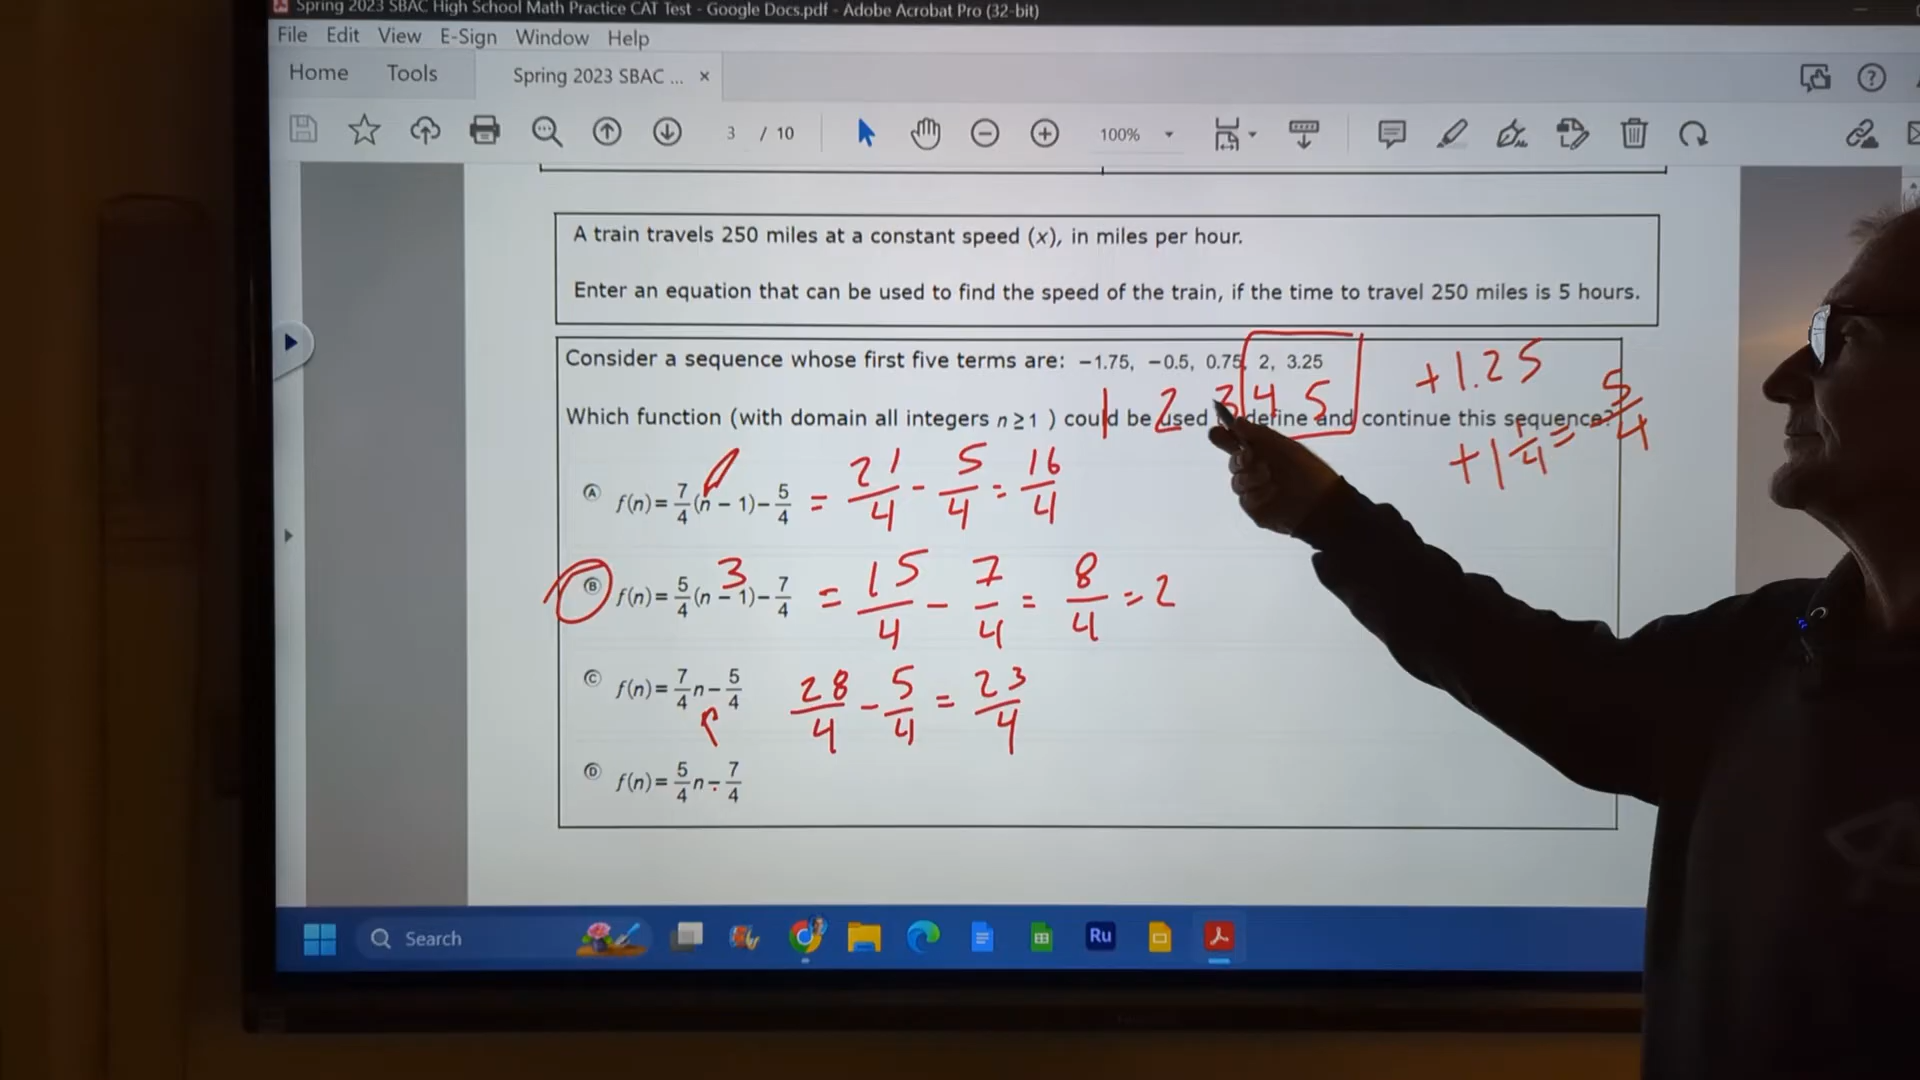 Spring 2023 SBAC High School Math Practice CAT Test - Google Docs.pdf - Adobe Acrobat Pro (32-bit)
File Edit View E-Sign Window Help
Home Tools Spring 2023 SBAC ... ×
3 / 10 100%
A train travels 250 miles at a constant speed (x), in miles per hour.
Enter an equation that can be used to find the speed of the train, if the time to travel 250 miles is 5 hours.
Consider a sequence whose first five terms are: −1.75, −0.5, 0.75, 2, 3.25
+1.25
1 2 3 4 5
Which function (with domain all integers n ≥ 1 ) could be used define and continue this sequence?
+1 1/4 = 5/4
A f(n)= 7/4 (n − 1)− 5/4 = 21/4 - 5/4 = 16/4
3
B f(n)= 5/4 (n − 1)− 7/4 = 15/4 - 7/4 = 8/4 = 2
C f(n)= 7/4 n− 5/4 28/4 - 5/4 = 23/4
D f(n)= 5/4 n− 7/4
Search
Ru